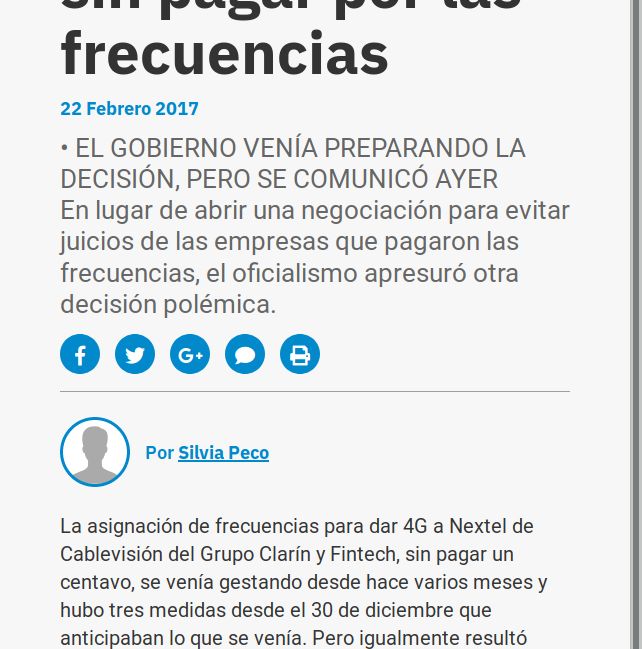 sin pagar por las
frecuencias
22 Febrero 2017
• EL GOBIERNO VENÍA PREPARANDO LA
DECISIÓN, PERO SE COMUNICÓ AYER
En lugar de abrir una negociación para evitar
juicios de las empresas que pagaron las
frecuencias, el oficialismo apresuró otra
decisión polémica.
Por Silvia Peco
La asignación de frecuencias para dar 4G a Nextel de
Cablevisión del Grupo Clarín y Fintech, sin pagar un
centavo, se venía gestando desde hace varios meses y
hubo tres medidas desde el 30 de diciembre que
anticipaban lo que se venía. Pero igualmente resultó